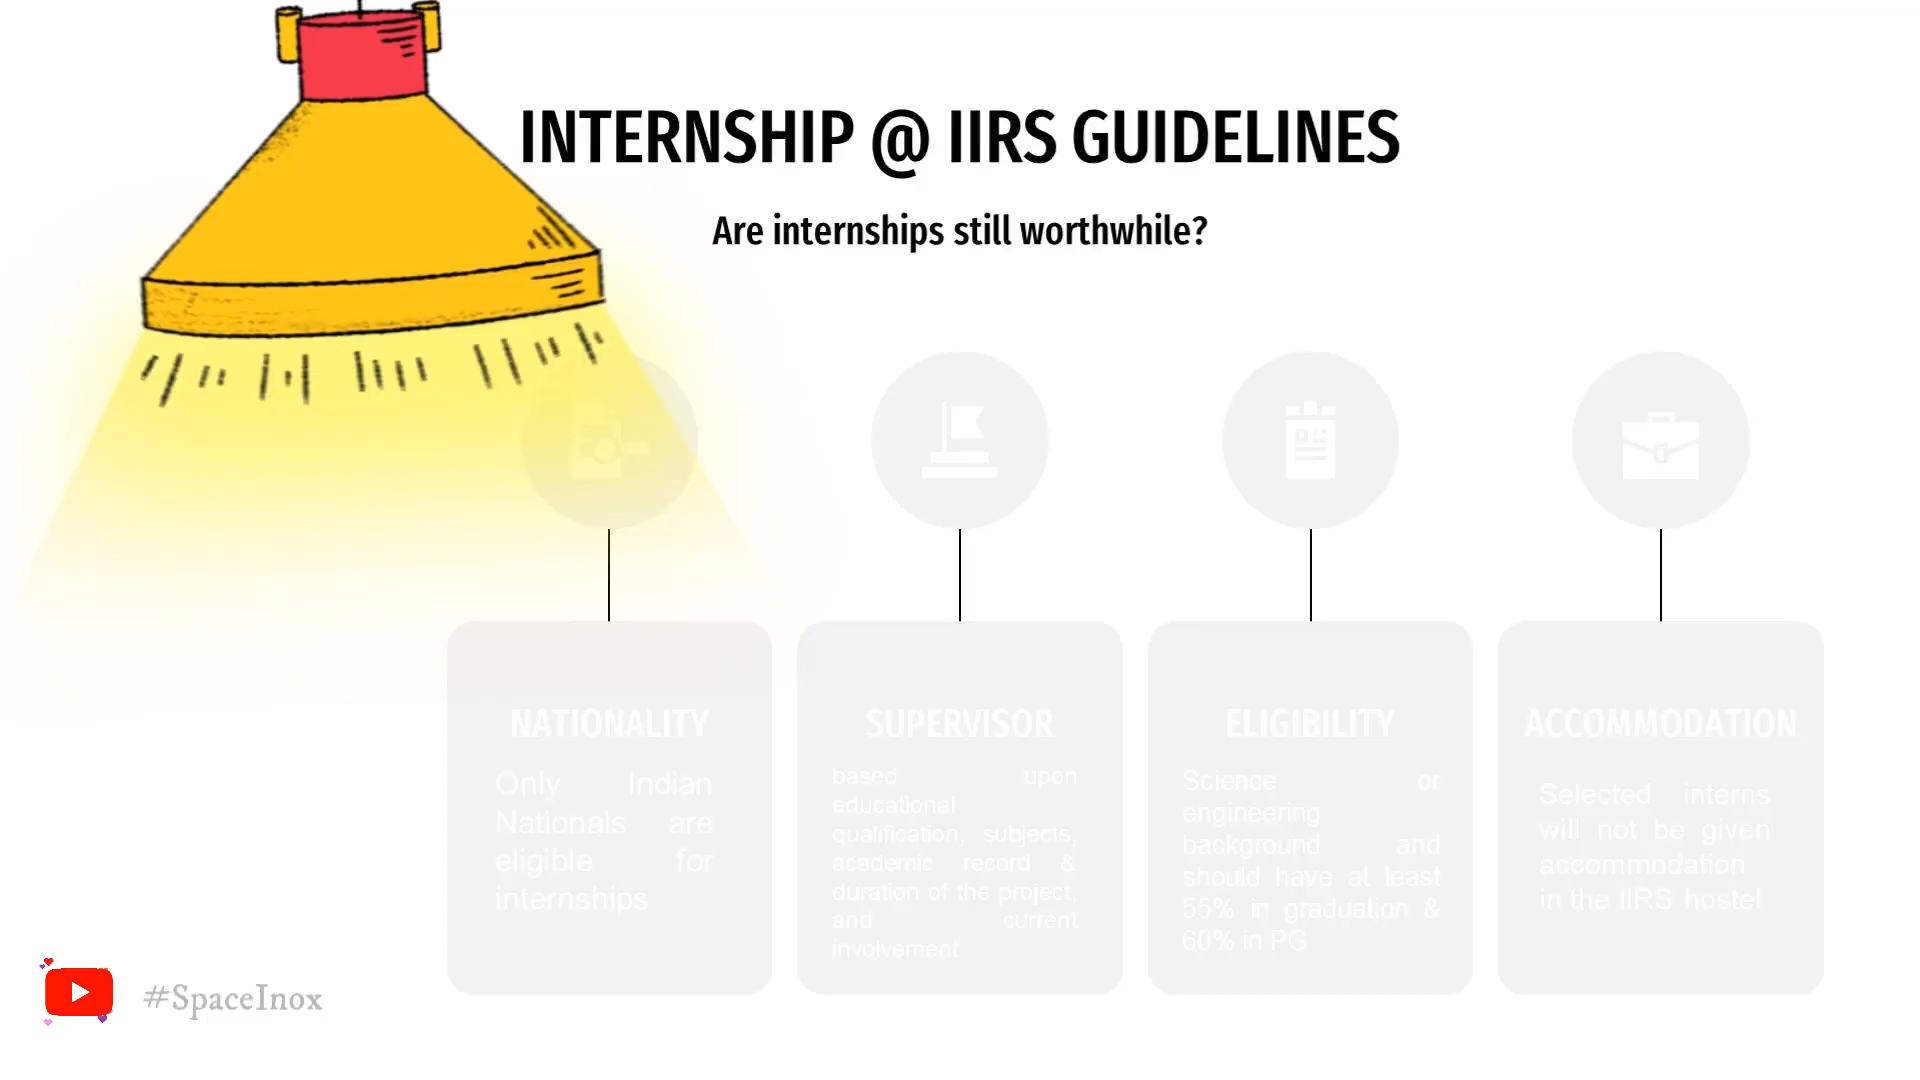 INTERNSHIP @ IIRS GUIDELINES
Are internships still worthwhile?
NATIONALITY
Only Indian
Nationals are
eligible for
internships
SUPERVISOR
based upon
educational
qualification, subjects,
academic record &
duration of the project,
and current
involvement
ELIGIBILITY
Science or
engineering
background and
should have at least
55% in graduation &
60% in PG
ACCOMMODATION
Selected interns
will not be given
accommodation
in the IIRS hostel
#SpaceInox